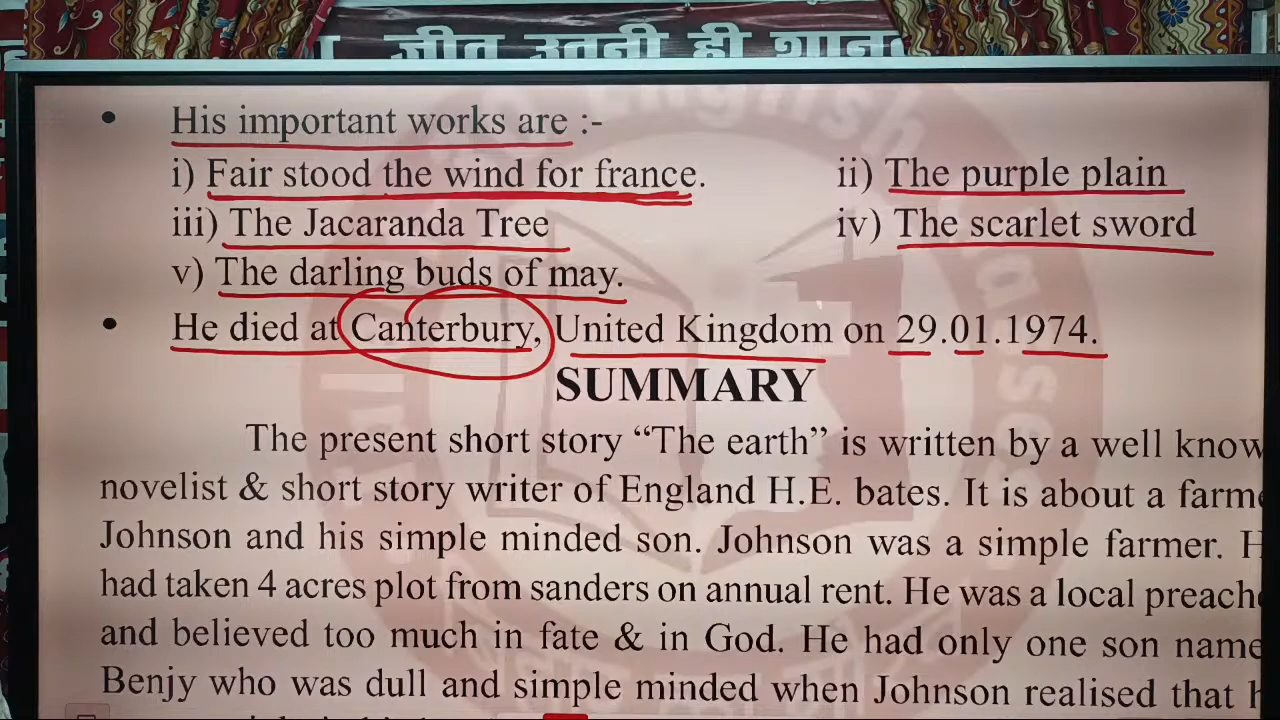 जीत उतनी ही शान
• His important works are :-
i) Fair stood the wind for france. ii) The purple plain
iii) The Jacaranda Tree iv) The scarlet sword
v) The darling buds of may.
• He died at Canterbury, United Kingdom on 29.01.1974.
SUMMARY
The present short story “The earth” is written by a well know
novelist & short story writer of England H.E. bates. It is about a farme
Johnson and his simple minded son. Johnson was a simple farmer. H
had taken 4 acres plot from sanders on annual rent. He was a local preache
and believed too much in fate & in God. He had only one son name
Benjy who was dull and simple minded when Johnson realised that h